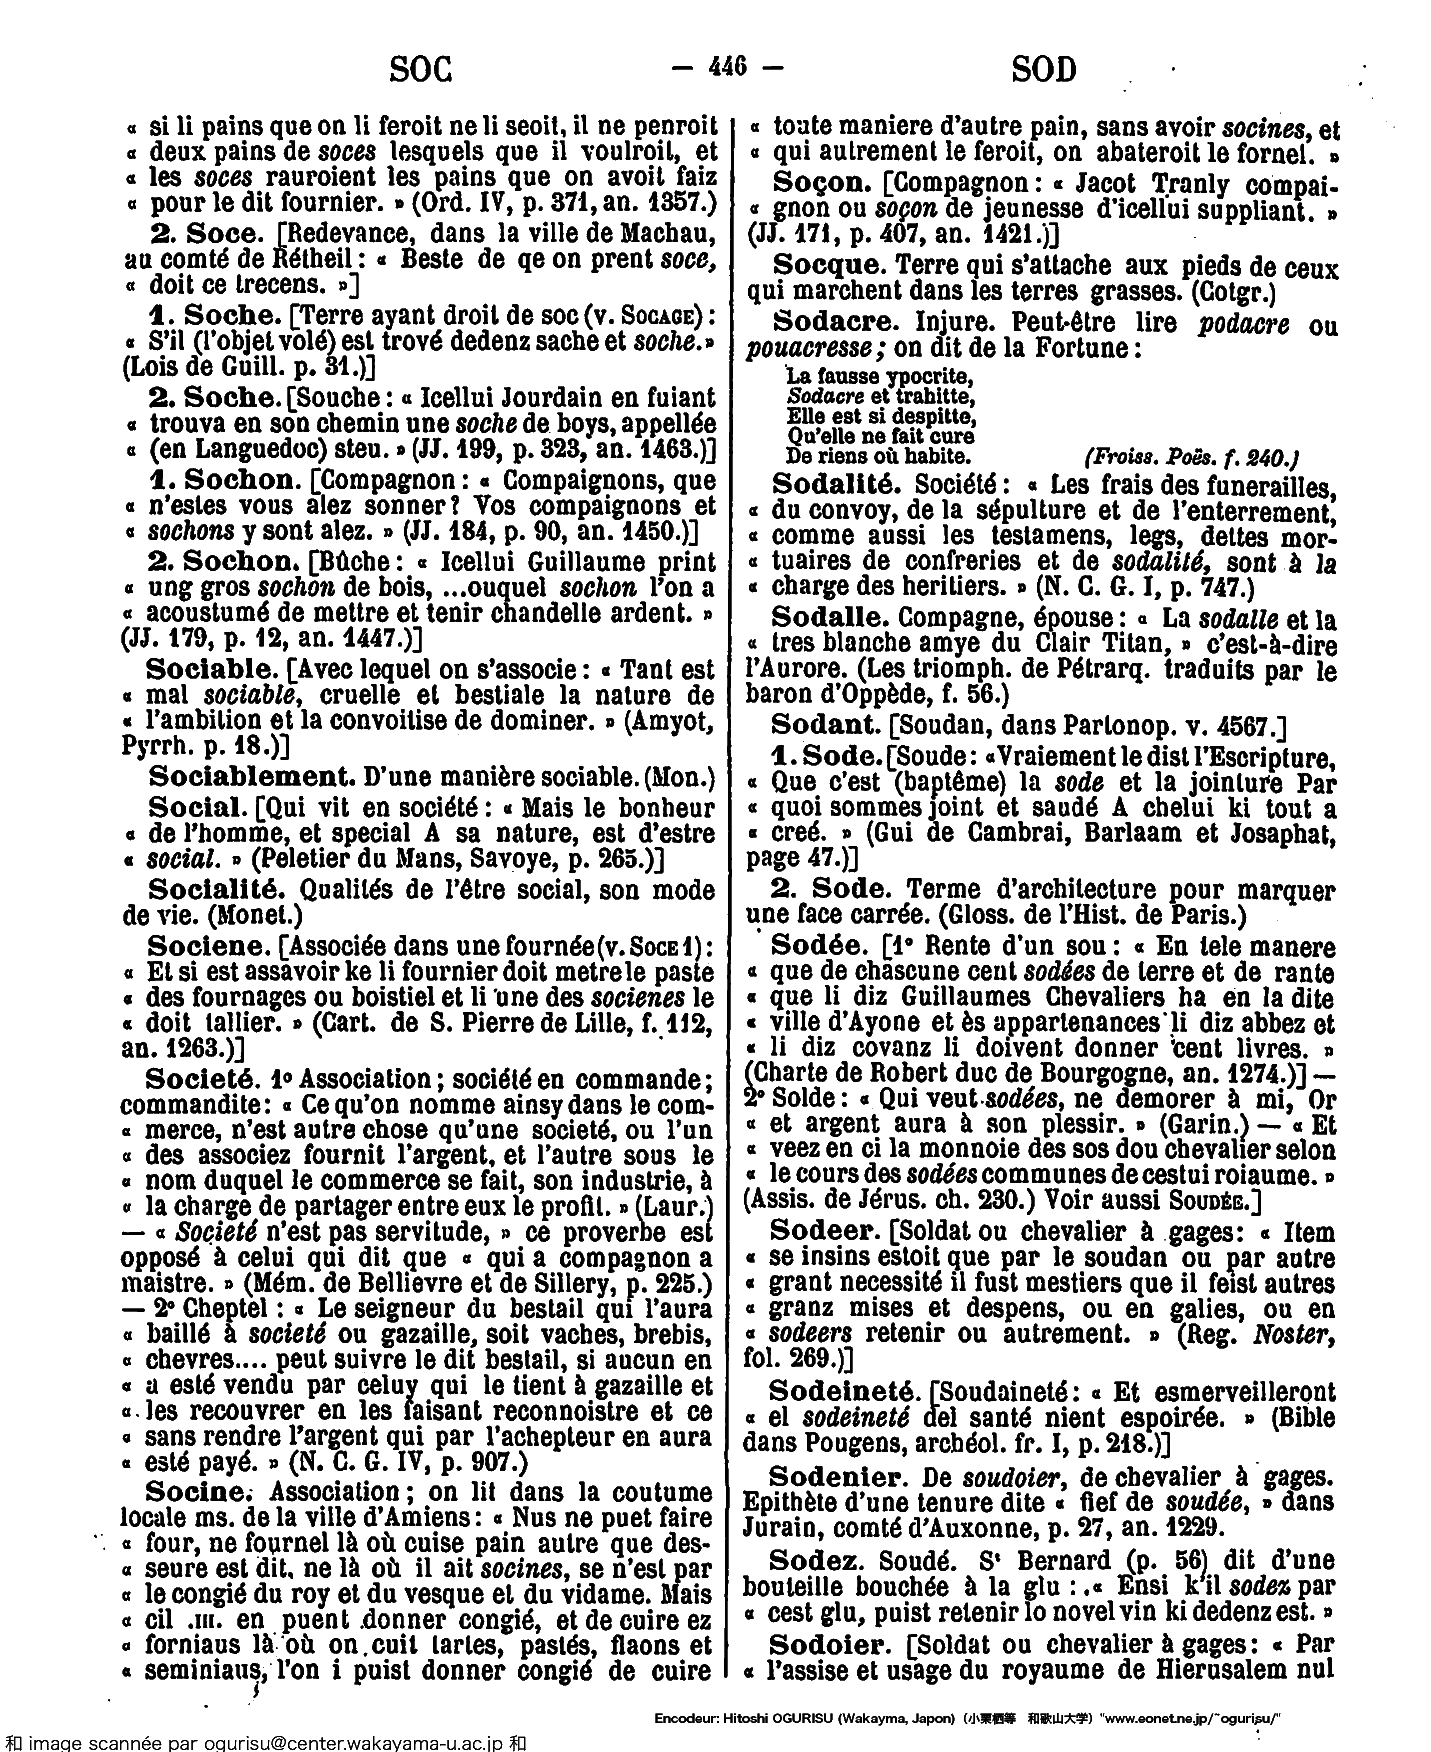 SOC
— 446 —
SOD
« si li pains que on li feroit ne li seoit, il ne penroit
« deux pains de soces lesquels que il voulroit, et
« les soces rauroient les pains que on avoit faiz
« pour le dit fournier. » (Ord. IV, p. 371, an. 1357.)
2. Soce. [Redevance, dans la ville de Machau,
au comté de Rétheil : « Beste de qe on prent soce,
« doit ce trecens. »]
1. Soche. [Terre ayant droit de soc (v. SOCAGE) :
« S'il (l'objet volé) est trové dedenz sache et soche. »
(Lois de Guill. p. 31.)]
2. Soche. [Souche : « Icellui Jourdain en fuiant
« trouva en son chemin une soche de boys, appellée
« (en Languedoc) steu. » (JJ. 199, p. 323, an. 1463.)]
1. Sochon. [Compagnon : « Compaignons, que
« n'estes vous alez sonner ? Vos compaignons et
« sochons y sont alez. » (JJ. 184, p. 90, an. 1450.)]
2. Sochon. [Bûche : « Icellui Guillaume print
« ung gros sochon de bois, ...ouquel sochon l'on a
« acoustumé de mettre et tenir chandelle ardent. »
(JJ. 179, p. 12, an. 1447.)]
Sociable. [Avec lequel on s'associe : « Tant est
« mal sociable, cruelle et bestiale la nature de
« l'ambition et la convoitise de dominer. » (Amyot,
Pyrrh. p. 18.)]
Sociablement. D'une manière sociable. (Mon.)
Social. [Qui vit en société : « Mais le bonheur
« de l'homme, et special A sa nature, est d'estre
« social. » (Peletier du Mans, Savoye, p. 265.)]
Socialité. Qualités de l'être social, son mode
de vie. (Monet.)
Sociene. [Associée dans une fournée (v. SOCE 1) :
« Et si est assavoir ke li fournier doit metre le paste
« des fournages ou boistiel et li une des socienes le
« doit tallier. » (Cart. de S. Pierre de Lille, f. 112,
an. 1263.)]
Societé. 1º Association ; société en commande ;
commandite : « Ce qu'on nomme ainsy dans le com-
« merce, n'est autre chose qu'une societé, ou l'un
« des associez fournit l'argent, et l'autre sous le
« nom duquel le commerce se fait, son industrie, à
« la charge de partager entre eux le profit. » (Laur.)
— « Societé n'est pas servitude, » ce proverbe est
opposé à celui qui dit que « qui a compagnon a
maistre. » (Mém. de Bellievre et de Sillery, p. 225.)
— 2º Cheptel : « Le seigneur du bestail qui l'aura
« baillé à societé ou gazaille, soit vaches, brebis,
« chevres.... peut suivre le dit bestail, si aucun en
« a esté vendu par celuy qui le tient à gazaille et
« les recouvrer en les faisant reconnoistre et ce
« sans rendre l'argent qui par l'achepteur en aura
« esté payé. » (N. C. G. IV, p. 907.)
Socine. Association ; on lit dans la coutume
locale ms. de la ville d'Amiens : « Nus ne puet faire
« four, ne fournel là où cuise pain autre que des-
« seure est dit, ne là où il ait socines, se n'est par
« le congié du roy et du vesque et du vidame. Mais
« cil .III. en puent donner congié, et de cuire ez
« forniaus là où on cuit tartes, pastés, flaons et
« seminiaus, l'on i puist donner congié de cuire
« toute maniere d'autre pain, sans avoir socines, et
« qui autrement le feroit, on abateroit le fornel. »
Soçon. [Compagnon : « Jacot Tranly compai-
« gnon ou soçon de jeunesse d'icellui suppliant. »
(JJ. 171, p. 407, an. 1421.)]
Socque. Terre qui s'attache aux pieds de ceux
qui marchent dans les terres grasses. (Cotgr.)
Sodacre. Injure. Peut-être lire podacre ou
pouacresse ; on dit de la Fortune :
La fausse ypocrite,
Sodacre et trahitte,
Elle est si despitte,
Qu'elle ne fait cure
De riens où habite. (Froiss. Poës. f. 240.)
Sodalité. Société : « Les frais des funerailles,
« du convoy, de la sépulture et de l'enterrement,
« comme aussi les testamens, legs, dettes mor-
« tuaires de confreries et de sodalité, sont à la
« charge des heritiers. » (N. C. G. I, p. 747.)
Sodalle. Compagne, épouse : « La sodalle et la
« tres blanche amye du Clair Titan, » c'est-à-dire
l'Aurore. (Les triomph. de Pétrarq. traduits par le
baron d'Oppède, f. 56.)
Sodant. [Soudan, dans Partonop. v. 4567.]
1. Sode. [Soude : « Vraiement le dist l'Escripture,
« Que c'est (baptême) la sode et la jointure Par
« quoi sommes joint et saudé A chelui ki tout a
« creé. » (Gui de Cambrai, Barlaam et Josaphat,
page 47.)]
2. Sode. Terme d'architecture pour marquer
une face carrée. (Gloss. de l'Hist. de Paris.)
Sodée. [1º Rente d'un sou : « En tele manere
« que de chascune cent sodées de terre et de rante
« que li diz Guillaumes Chevaliers ha en la dite
« ville d'Ayone et ès appartenances li diz abbez et
« li diz covanz li doivent donner cent livres. »
(Charte de Robert duc de Bourgogne, an. 1274.)] —
2º Solde : « Qui veut sodées, ne demorer à mi, Or
« et argent aura à son plessir. » (Garin.) — « Et
« veez en ci la monnoie des sos dou chevalier selon
« le cours des sodées communes de cestui roiaume. »
(Assis. de Jérus. ch. 230.) Voir aussi SOUDÉE.]
Sodeer. [Soldat ou chevalier à gages : « Item
« se insins estoit que par le soudan ou par autre
« grant necessité il fust mestiers que il feist autres
« granz mises et despens, ou en galies, ou en
« sodeers retenir ou autrement. » (Reg. Noster,
fol. 269.)]
Sodeineté. [Soudaineté : « Et esmerveilleront
« el sodeineté del santé nient espoirée. » (Bible
dans Pougens, archéol. fr. I, p. 218.)]
Sodenier. De soudoier, de chevalier à gages.
Epithète d'une tenure dite « fief de soudée, » dans
Jurain, comté d'Auxonne, p. 27, an. 1229.
Sodez. Soudé. St Bernard (p. 56) dit d'une
bouteille bouchée à la glu : « Ensi k'il sodez par
« cest glu, puist retenir lo novel vin ki dedenz est. »
Sodoier. [Soldat ou chevalier à gages : « Par
« l'assise et usage du royaume de Hierusalem nul
Encodeur: Hitoshi OGURISU (Wakayma, Japon) (小栗栖等 和歌山大学) "www.eonet.ne.jp/~ogurisu/"
和 image scannée par ogurisu@center.wakayama-u.ac.jp 和